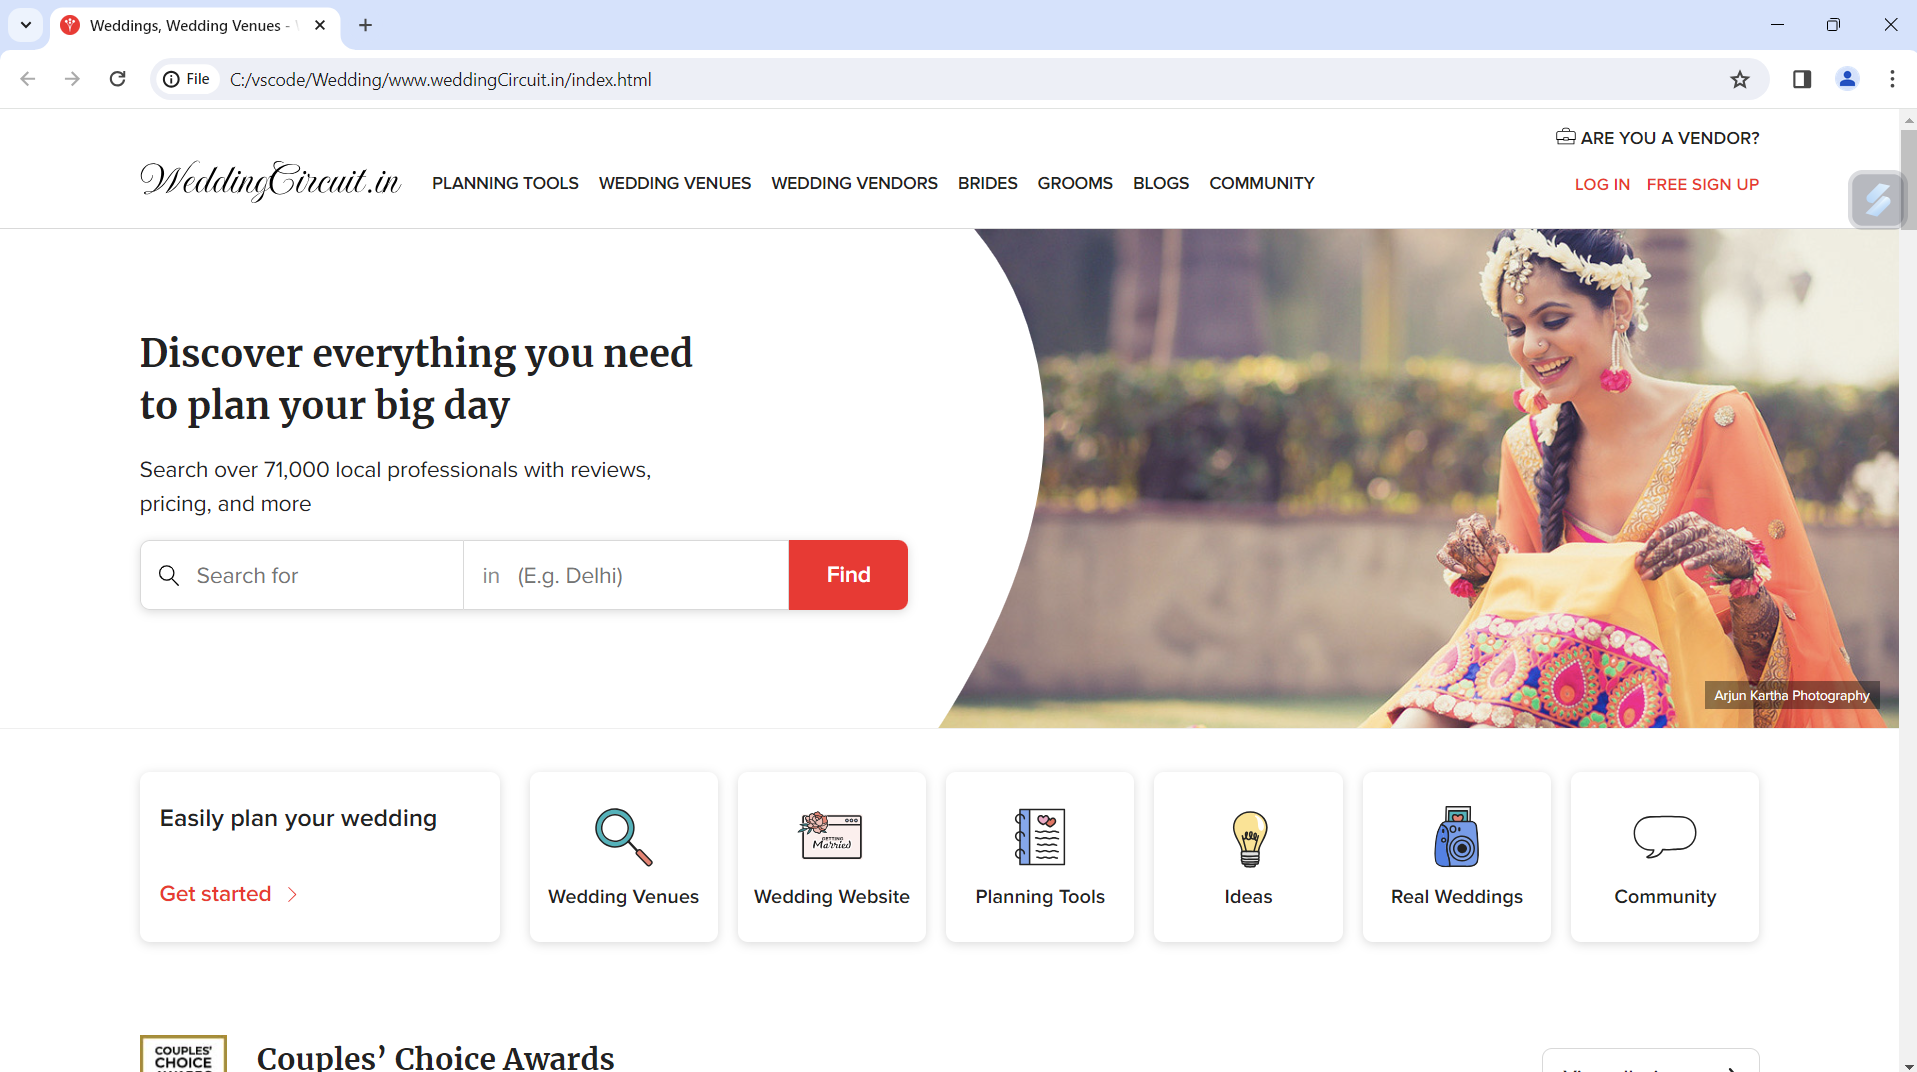 Weddings, Wedding Venues -
File C:/vscode/Wedding/www.weddingCircuit.in/index.html
ARE YOU A VENDOR?
WeddingCircuit.in PLANNING TOOLS WEDDING VENUES WEDDING VENDORS BRIDES GROOMS BLOGS COMMUNITY LOG IN FREE SIGN UP
Discover everything you need
to plan your big day
Search over 71,000 local professionals with reviews,
pricing, and more
Search for in (E.g. Delhi) Find
Arjun Kartha Photography
Easily plan your wedding
Get started
GETTING
Married
Wedding Venues Wedding Website Planning Tools Ideas Real Weddings Community
COUPLES’
CHOICE
Couples’ Choice Awards